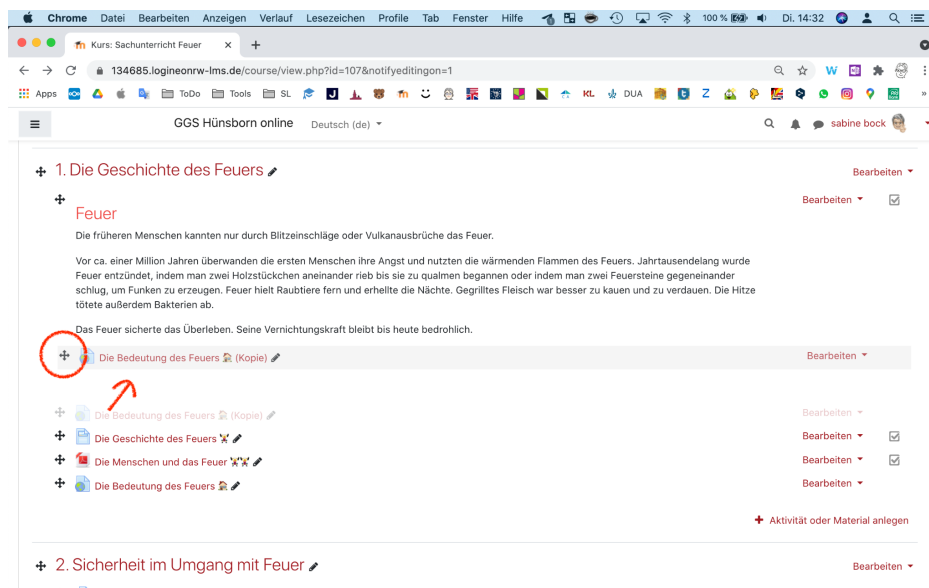 Chrome Datei Bearbeiten Anzeigen Verlauf Lesezeichen Profile Tab Fenster Hilfe 100 % Di. 14:32
Kurs: Sachunterricht Feuer
134685.logineonrw-lms.de/course/view.php?id=107&notifyeditingon=1
Apps ToDo Tools SL KL DUA
GGS Hünsborn online Deutsch (de) sabine bock
1. Die Geschichte des Feuers Bearbeiten
Bearbeiten
Feuer
Die früheren Menschen kannten nur durch Blitzeinschläge oder Vulkanausbrüche das Feuer.
Vor ca. einer Million Jahren überwanden die ersten Menschen ihre Angst und nutzten die wärmenden Flammen des Feuers. Jahrtausendelang wurde
Feuer entzündet, indem man zwei Holzstückchen aneinander rieb bis sie zu qualmen begannen oder indem man zwei Feuersteine gegeneinander
schlug, um Funken zu erzeugen. Feuer hielt Raubtiere fern und erhellte die Nächte. Gegrilltes Fleisch war besser zu kauen und zu verdauen. Die Hitze
tötete außerdem Bakterien ab.
Das Feuer sicherte das Überleben. Seine Vernichtungskraft bleibt bis heute bedrohlich.
Die Bedeutung des Feuers (Kopie) Bearbeiten
Die Bedeutung des Feuers (Kopie) Bearbeiten
Die Geschichte des Feuers Bearbeiten
Die Menschen und das Feuer Bearbeiten
Die Bedeutung des Feuers Bearbeiten
Aktivität oder Material anlegen
2. Sicherheit im Umgang mit Feuer Bearbeiten